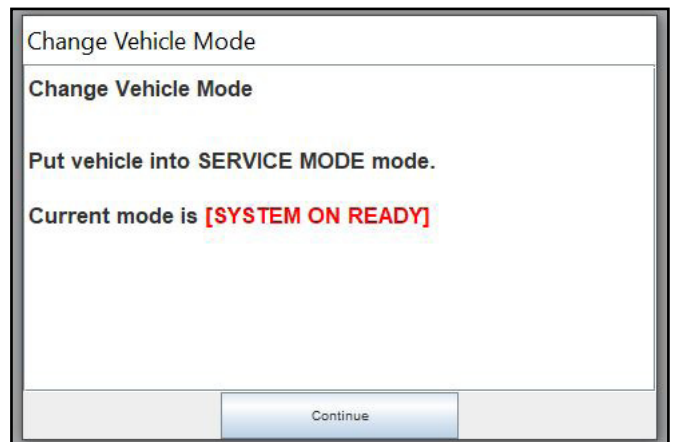 Change Vehicle Mode
Change Vehicle Mode
Put vehicle into SERVICE MODE mode.
Current mode is [SYSTEM ON READY]
Continue